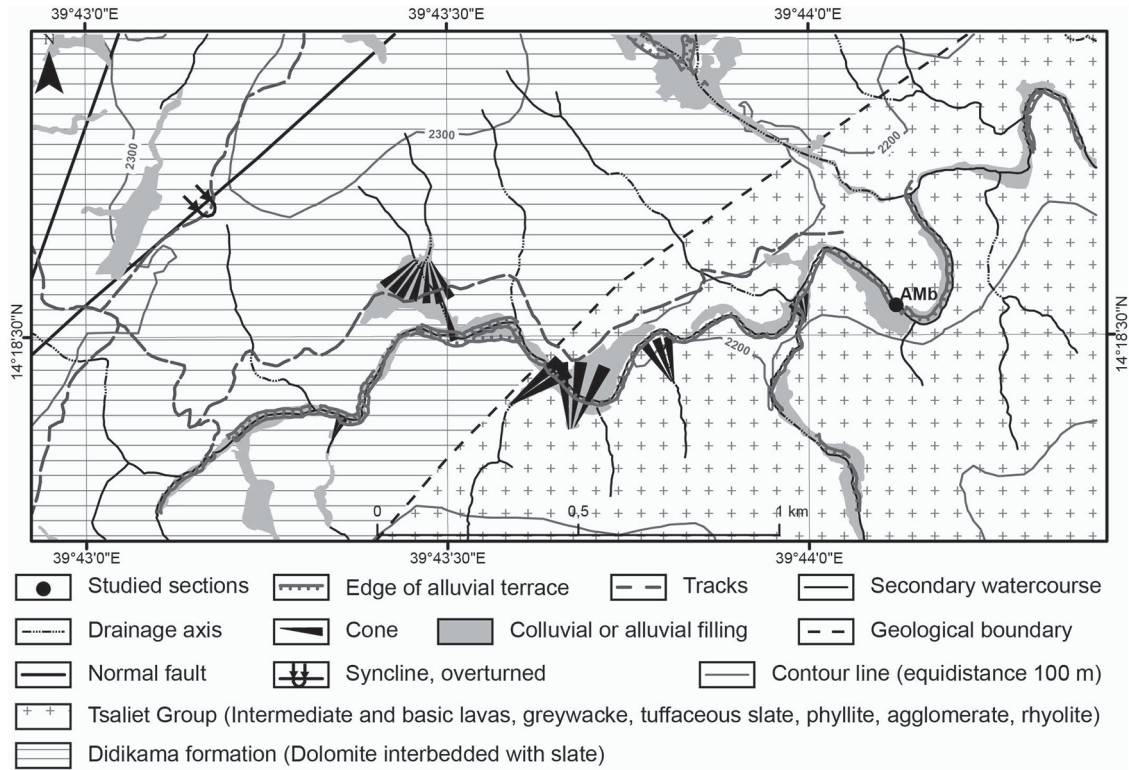 39°43'0"E 39°43'30"E 39°44'0"E
N
2300
2300
2200
AMb
14°18'30"N
14°18'30"N
2200
0 0,5 1 km
39°43'0"E 39°43'30"E 39°44'0"E
Studied sections Edge of alluvial terrace Tracks Secondary watercourse
Drainage axis Cone Colluvial or alluvial filling Geological boundary
Normal fault Syncline, overturned Contour line (equidistance 100 m)
Tsaliet Group (Intermediate and basic lavas, greywacke, tuffaceous slate, phyllite, agglomerate, rhyolite)
Didikama formation (Dolomite interbedded with slate)